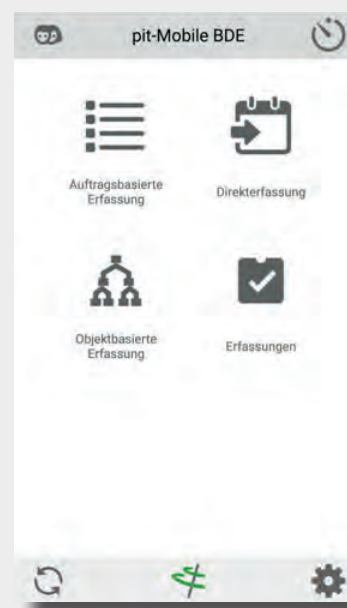 pit-Mobile BDE
Auftragsbasierte
Erfassung
Direkterfassung
Objektbasierte
Erfassung
Erfassungen